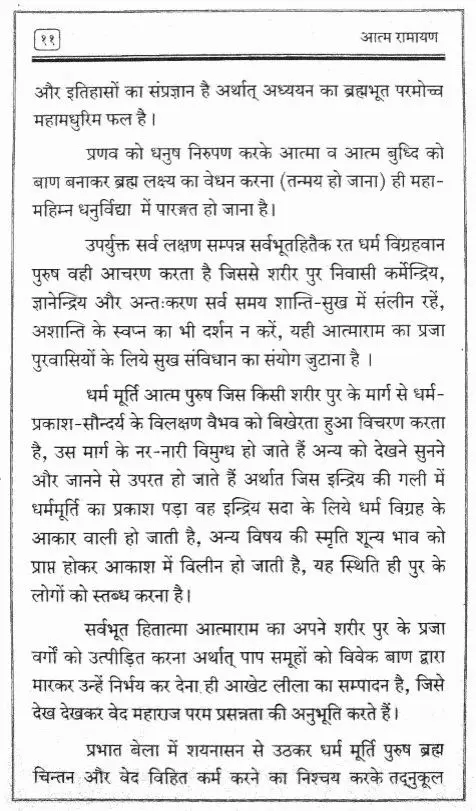 ११
आत्म रामायण
और इतिहासों का संप्रज्ञान है अर्थात् अध्ययन का ब्रह्मभूत परमोच्च
महामधुरिम फल है।
प्रणव को धनुष निरुपण करके आत्मा व आत्म बुध्दि को
बाण बनाकर ब्रह्म लक्ष्य का वेधन करना (तन्मय हो जाना) ही महा-
महिम्न धनुर्विद्या में पारङ्गत हो जाना है।
उपर्युक्त सर्व लक्षण सम्पन्न सर्वभूतहितैक रत धर्म विग्रहवान
पुरुष वही आचरण करता है जिससे शरीर पुर निवासी कर्मेन्द्रिय,
ज्ञानेन्द्रिय और अन्तःकरण सर्व समय शान्ति-सुख में संलीन रहें,
अशान्ति के स्वप्न का भी दर्शन न करें, यही आत्माराम का प्रजा
पुरवासियों के लिये सुख संविधान का संयोग जुटाना है ।
धर्म मूर्ति आत्म पुरुष जिस किसी शरीर पुर के मार्ग से धर्म-
प्रकाश-सौन्दर्य के विलक्षण वैभव को बिखेरता हुआ विचरण करता
है, उस मार्ग के नर-नारी विमुग्ध हो जाते हैं अन्य को देखने सुनने
और जानने से उपरत हो जाते हैं अर्थात जिस इन्द्रिय की गली में
धर्ममूर्ति का प्रकाश पड़ा वह इन्द्रिय सदा के लिये धर्म विग्रह के
आकार वाली हो जाती है, अन्य विषय की स्मृति शून्य भाव को
प्राप्त होकर आकाश में विलीन हो जाती है, यह स्थिति ही पुर के
लोगों को स्तब्ध करना है।
सर्वभूत हितात्मा आत्माराम का अपने शरीर पुर के प्रजा
वर्गों को उत्पीड़ित करना अर्थात् पाप समूहों को विवेक बाण द्वारा
मारकर उन्हें निर्भय कर देना ही आखेट लीला का सम्पादन है, जिसे
देख देखकर वेद महाराज परम प्रसन्नता की अनुभूति करते हैं।
प्रभात बेला में शयनासन से उठकर धर्म मूर्ति पुरुष ब्रह्म
चिन्तन और वेद विहित कर्म करने का निश्चय करके तद्नुकूल